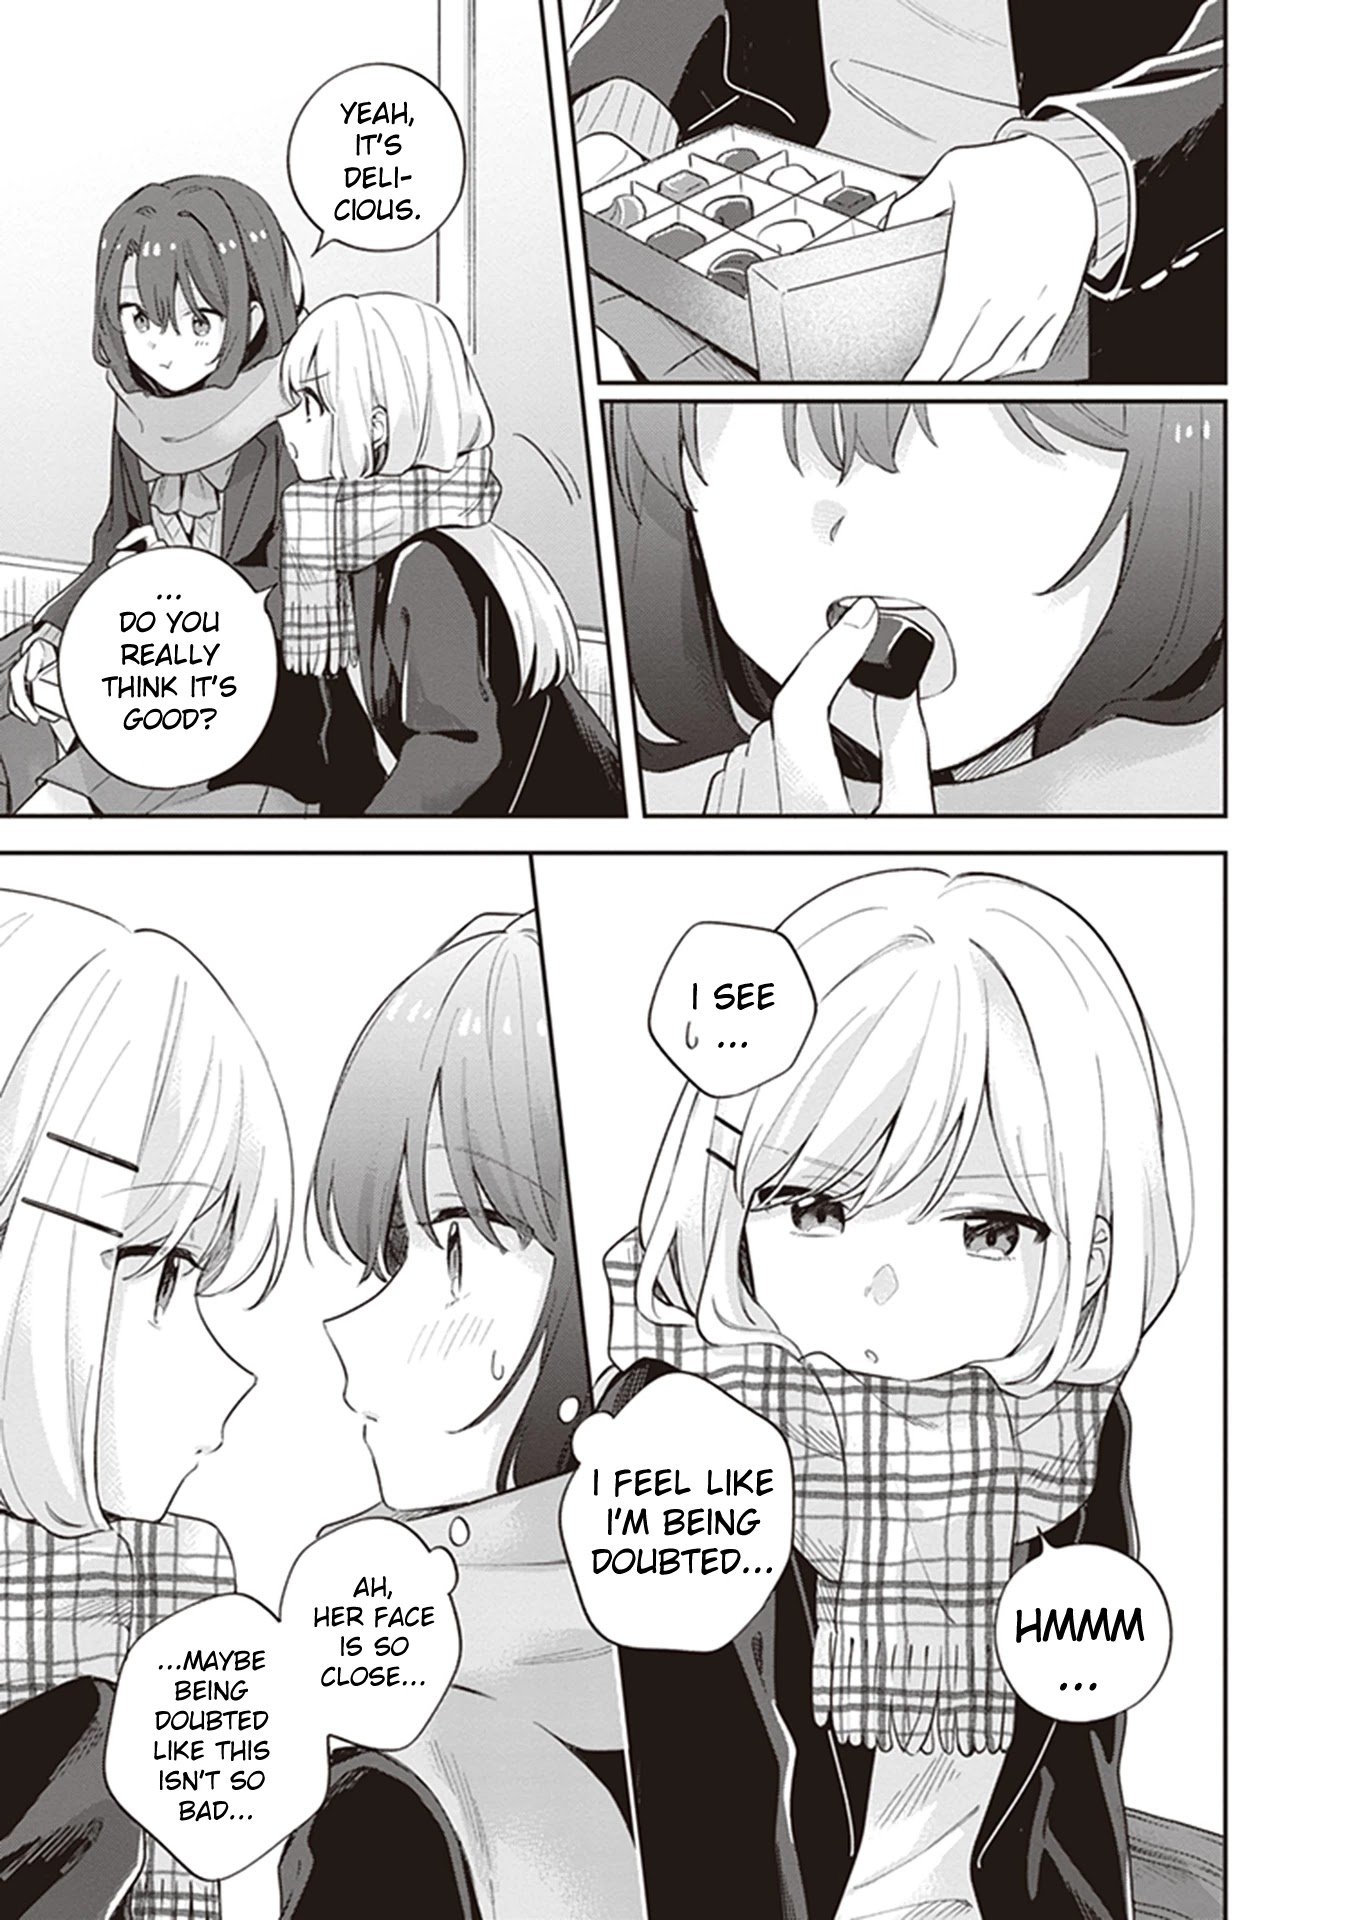 YEAH,
IT'S
DELI-
CIOUS.
...
DO YOU
REALLY
THINK IT'S
GOOD?
I SEE
...
HMMM
...
I FEEL LIKE
I'M BEING
DOUBTED...
AH,
HER FACE
IS SO
CLOSE...
...MAYBE
BEING
DOUBTED
LIKE THIS
ISN'T SO
BAD...